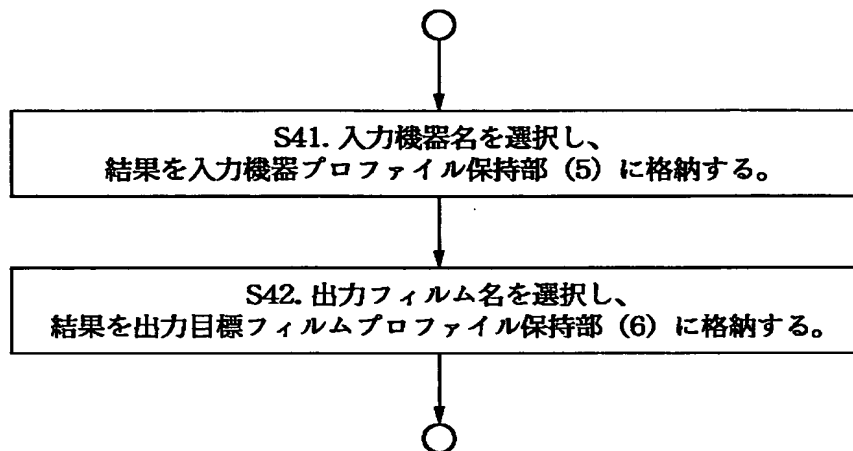 S41. 入力機器名を選択し、
結果を入力機器プロファイル保持部（5）に格納する。
S42. 出力フィルム名を選択し、
結果を出力目標フィルムプロファイル保持部（6）に格納する。